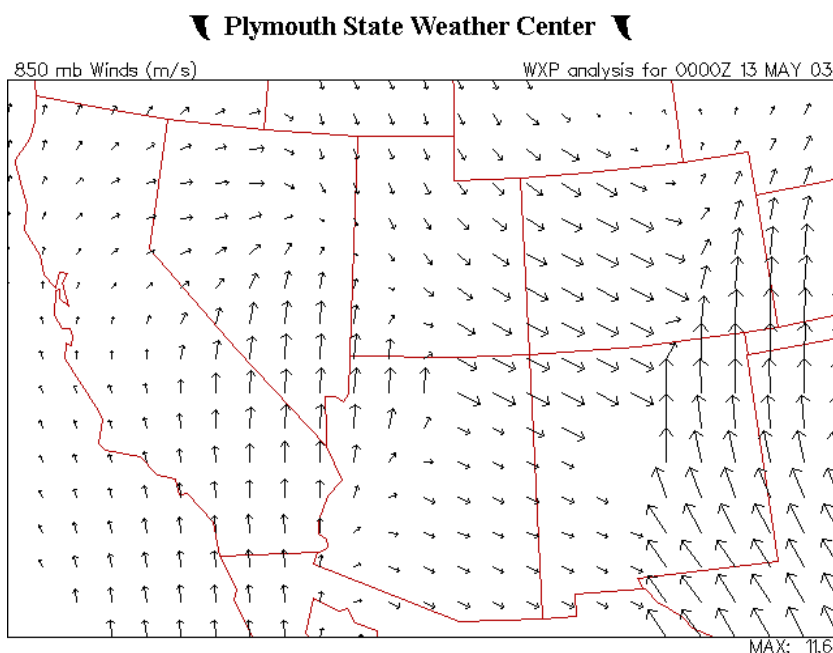 Plymouth State Weather Center
850 mb Winds (m/s) WXP analysis for 0000Z 13 MAY 03
MAX: 11.6